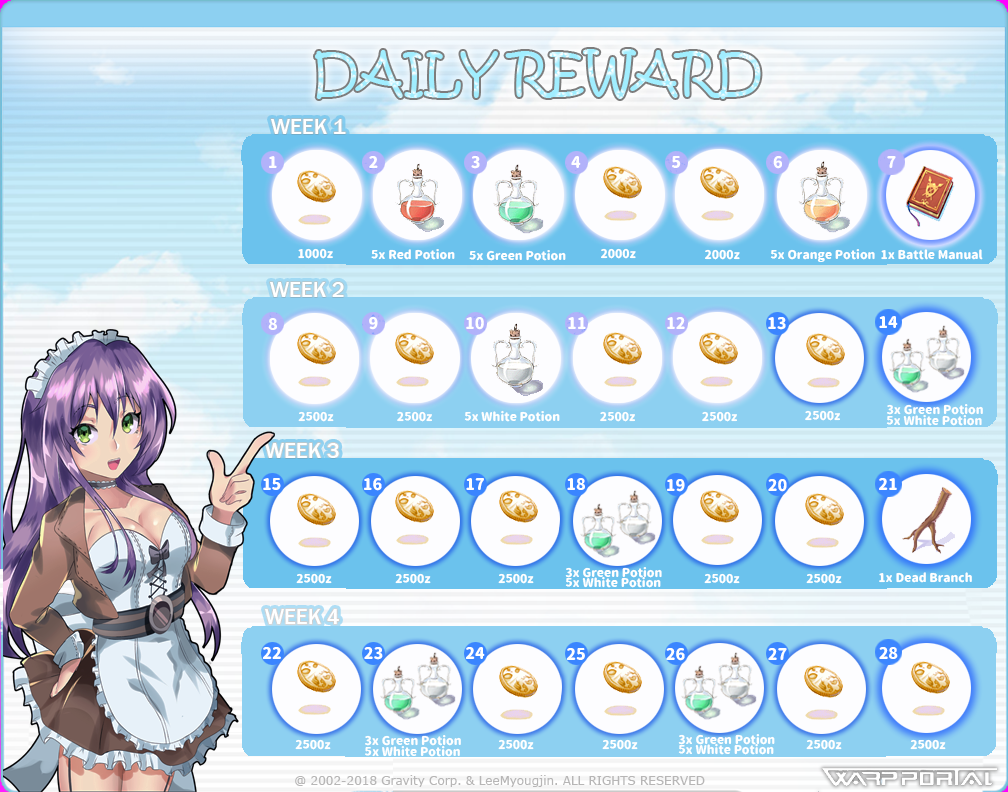 DAILY REWARD
WEEK 1
1 2 3 4 5 6 7
1000z 5x Red Potion 5x Green Potion 2000z 2000z 5x Orange Potion 1x Battle Manual
WEEK 2
8 9 10 11 12 13 14
2500z 2500z 5x White Potion 2500z 2500z 2500z 3x Green Potion
5x White Potion
WEEK 3
15 16 17 18 19 20 21
2500z 2500z 2500z 3x Green Potion 2500z 2500z 1x Dead Branch
5x White Potion
WEEK 4
22 23 24 25 26 27 28
2500z 3x Green Potion 2500z 2500z 3x Green Potion 2500z 2500z
5x White Potion 5x White Potion
© 2002-2018 Gravity Corp. & LeeMyougjin. ALL RIGHTS RESERVED
WARP PORTAL